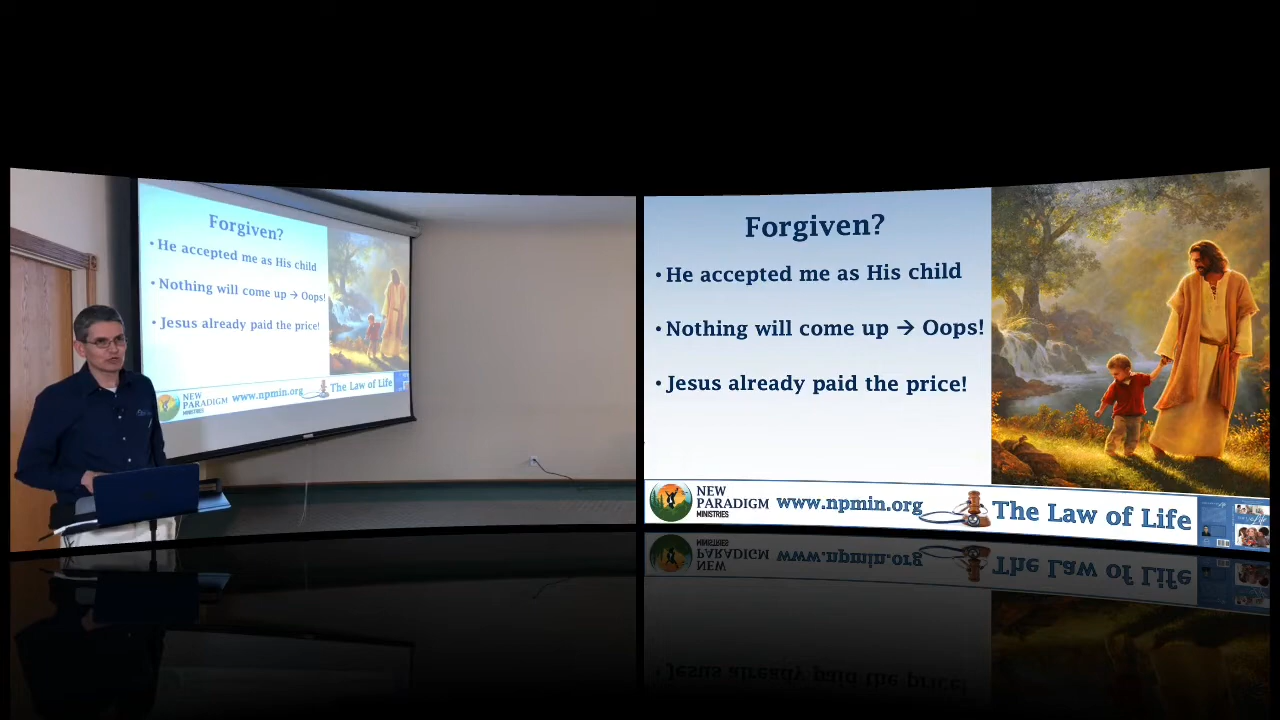 Forgiven?
• He accepted me as His child
• Nothing will come up → Oops!
• Jesus already paid the price!
NEW
PARADIGM
MINISTRIES
www.npmin.org
The Law of Life
Forgiven?
• He accepted me as His child
• Nothing will come up → Oops!
• Jesus already paid the price!
NEW
PARADIGM
MINISTRIES
www.npmin.org
The Law of Life